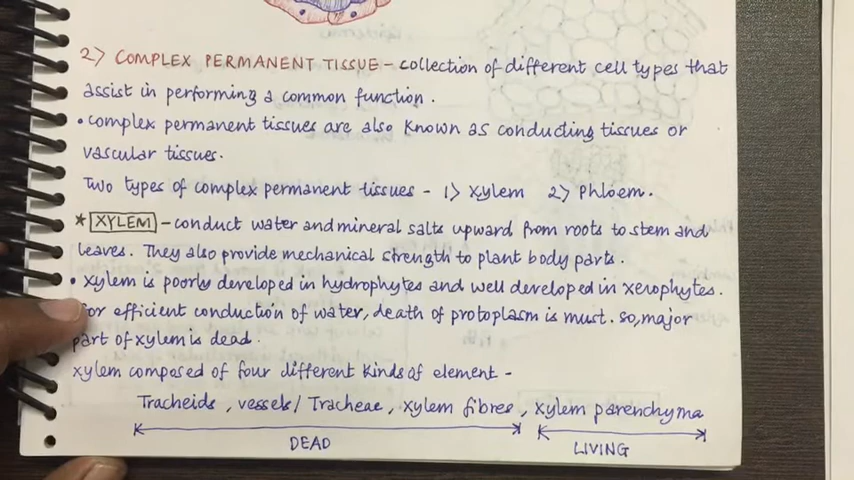 2> COMPLEX PERMANENT TISSUE - collection of different cell types that
assist in performing a common function.
• complex permanent tissues are also known as conducting tissues or
vascular tissues.
Two types of complex permanent tissues - 1> Xylem 2> Phloem.
* XYLEM - conduct water and mineral salts upward from roots to stem and
leaves. They also provide mechanical strength to plant body parts.
• Xylem is poorly developed in hydrophytes and well developed in xerophytes.
For efficient conduction of water, death of protoplasm is must. so, major
part of xylem is dead.
xylem composed of four different kinds of element -
Tracheids, vessels/ Tracheae, xylem fibres, xylem parenchyma
DEAD LIVING